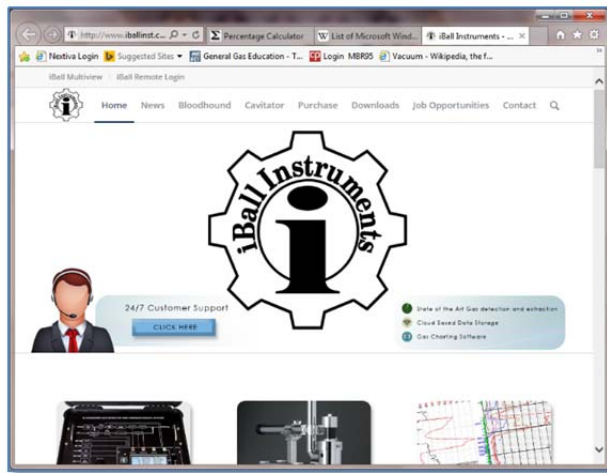 http://www.iballinst.c...
Percentage Calculator
List of Microsoft Wind...
iBall Instruments - ...
Nextiva Login
Suggested Sites
General Gas Education - T...
Login MBR95
Vacuum - Wikipedia, the f...
iBall Multiview
iBall Remote Login
Home News Bloodhound Cavitator Purchase Downloads Job Opportunities Contact
iBall Instruments
i
24/7 Customer Support
CLICK HERE
State of the Art Gas detection and extraction
Cloud Based Data Storage
Gas Charting Software